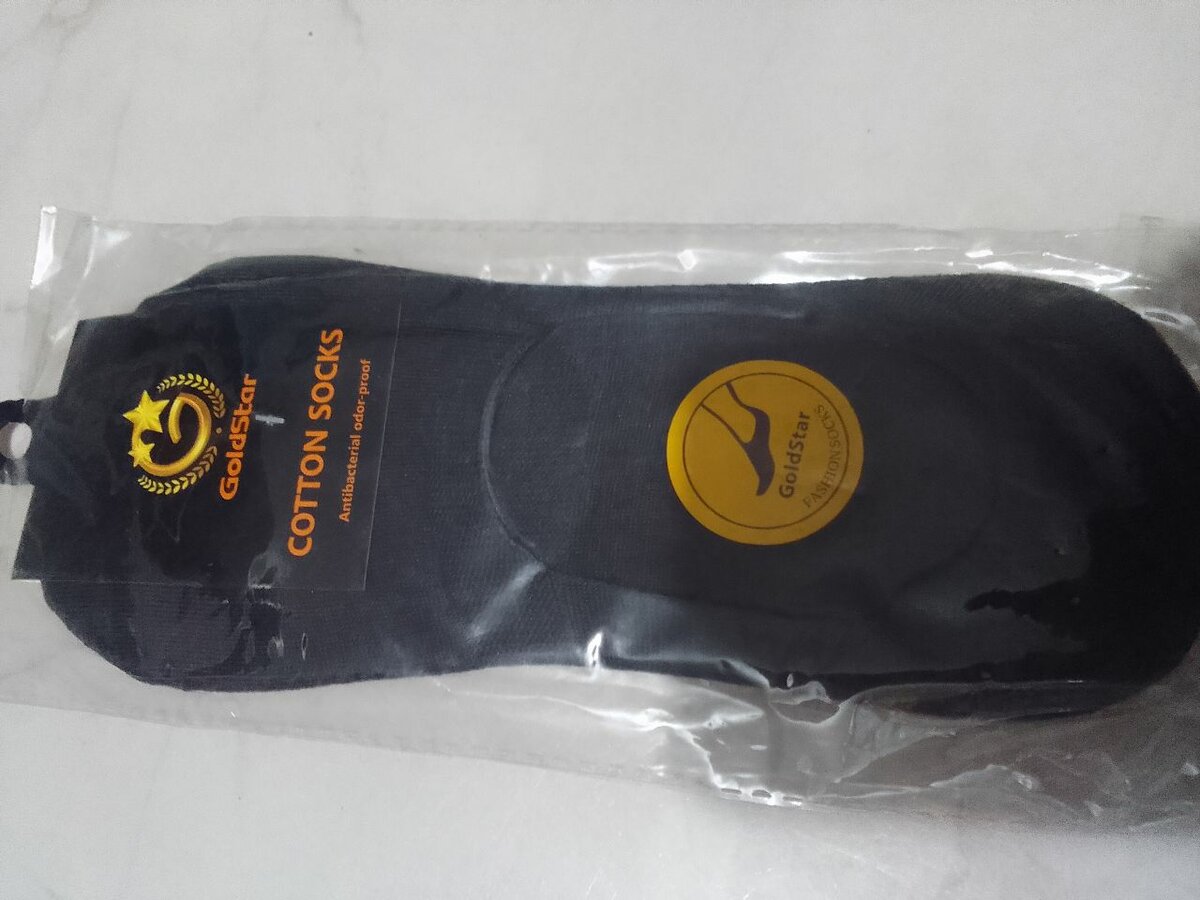 GoldStar
COTTON SOCKS
Antibacterial odor-proof
GoldStar
FASHION SOCKS